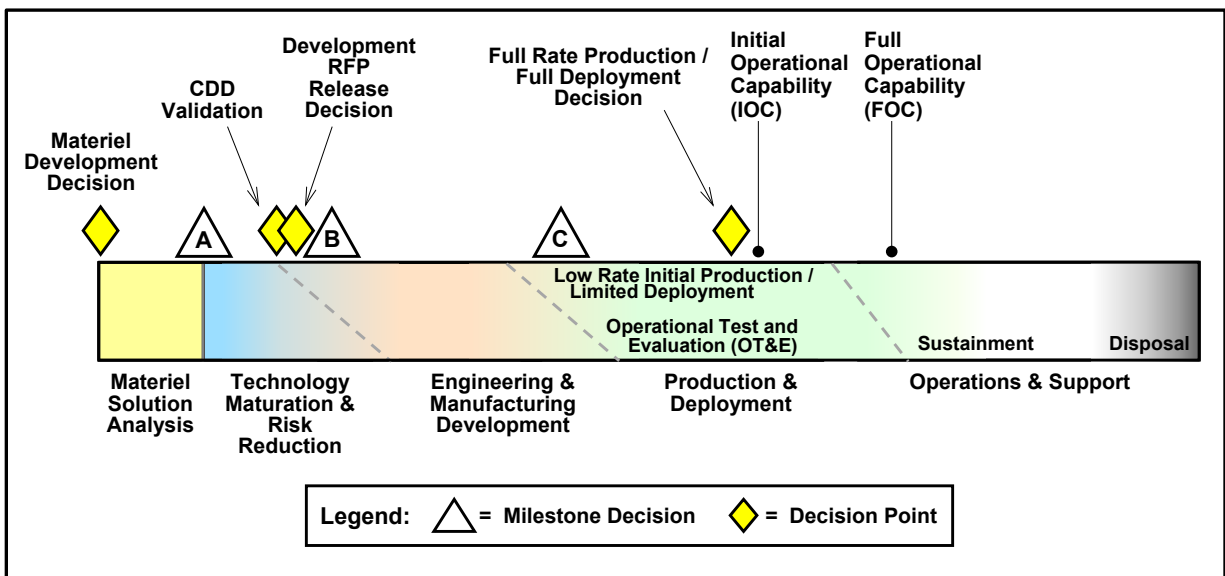 Materiel
Development
Decision
CDD
Validation
Development
RFP
Release
Decision
Full Rate Production /
Full Deployment
Decision
Initial
Operational
Capability
(IOC)
Full
Operational
Capability
(FOC)
A
B
C
Low Rate Initial Production /
Limited Deployment
Operational Test and
Evaluation (OT&E)
Sustainment
Disposal
Materiel
Solution
Analysis
Technology
Maturation &
Risk
Reduction
Engineering &
Manufacturing
Development
Production &
Deployment
Operations & Support
Legend: = Milestone Decision = Decision Point